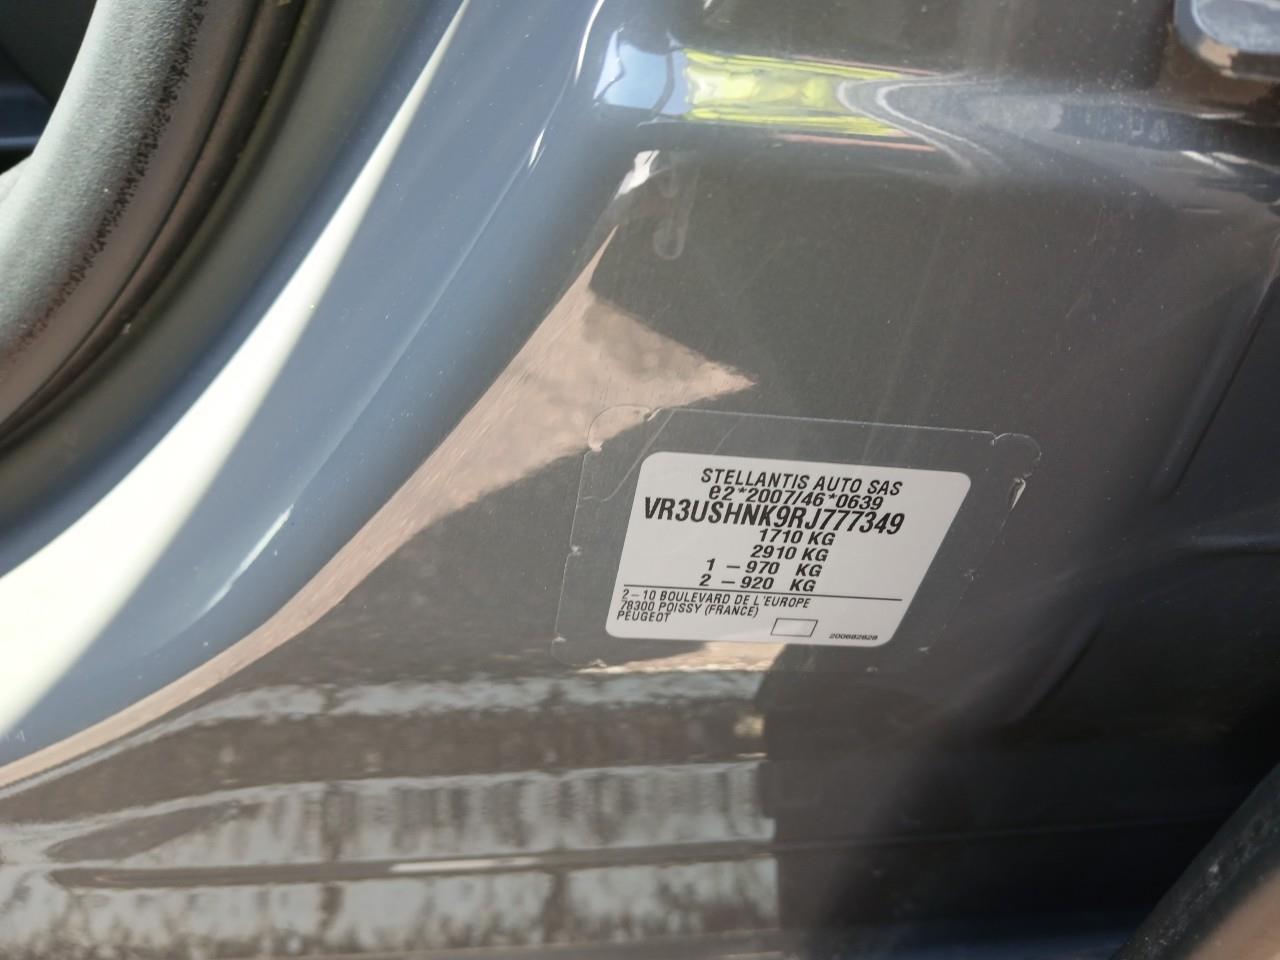 STELLANTIS AUTO SAS
e2*2007/46*0639
VR3USHNK9RJ777349
1710 KG
2910 KG
1 – 970 KG
2 – 920 KG
2–10 BOULEVARD DE L'EUROPE
78300 POISSY (FRANCE)
PEUGEOT
200682828